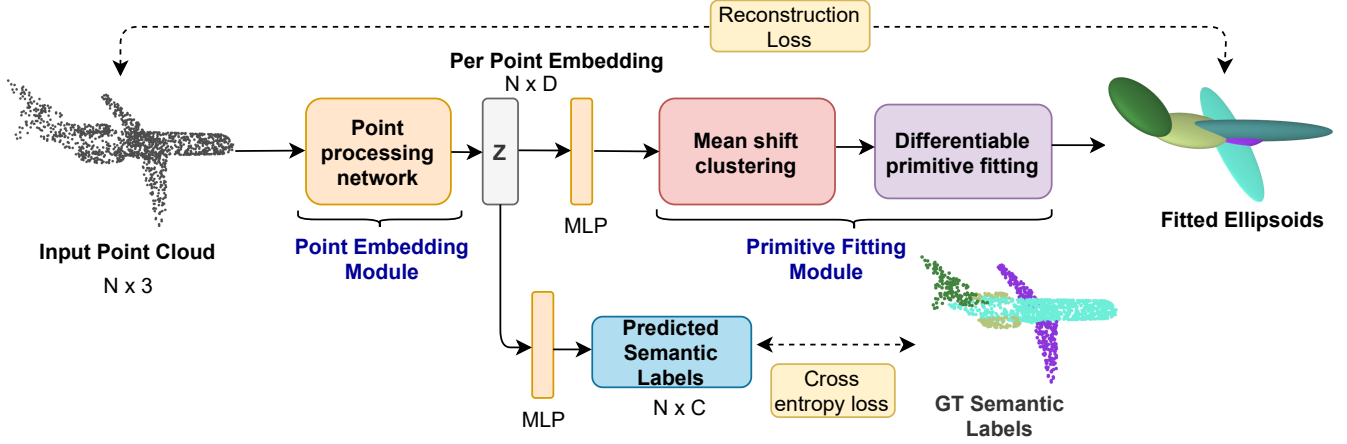 Reconstruction
Loss
Per Point Embedding
N x D
Point
processing
network
Z
MLP
Mean shift
clustering
Differentiable
primitive fitting
Fitted Ellipsoids
Input Point Cloud
N x 3
Point Embedding
Module
Primitive Fitting
Module
MLP
Predicted
Semantic
Labels
N x C
Cross
entropy loss
GT Semantic
Labels